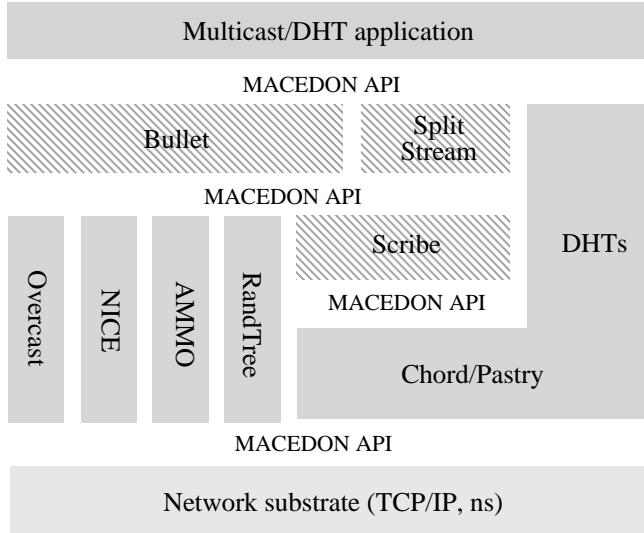 Multicast/DHT application
MACEDON API
Bullet
Split
Stream
MACEDON API
Overcast
NICE
AMMO
RandTree
Scribe
DHTs
MACEDON API
Chord/Pastry
MACEDON API
Network substrate (TCP/IP, ns)